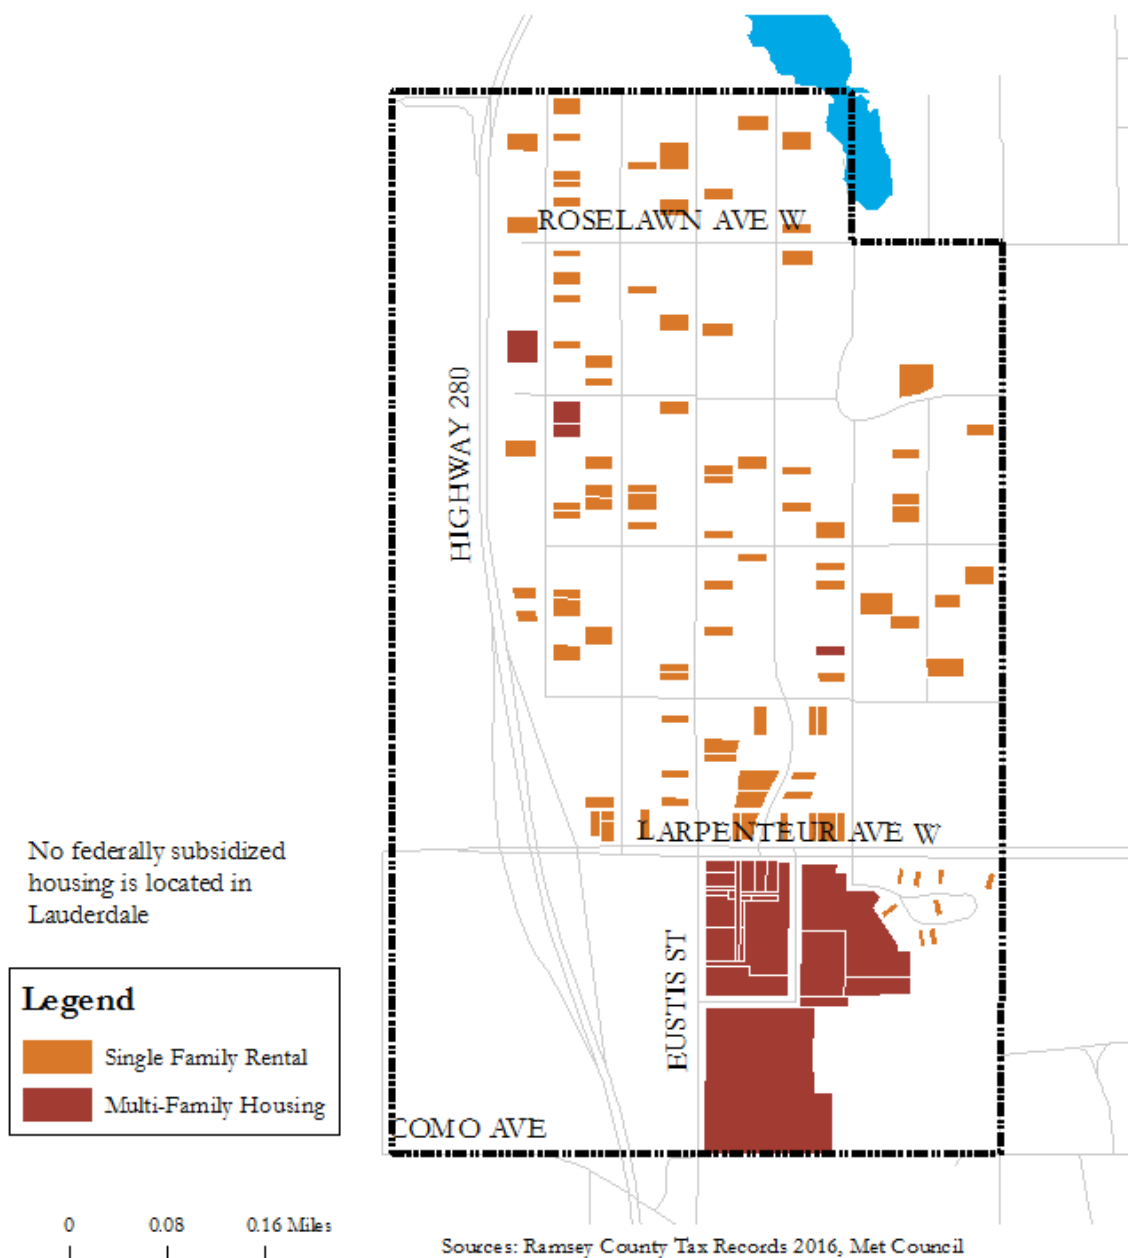 ROSELAWN AVE W
HIGHWAY 280
LARPENTEUR AVE W
No federally subsidized
housing is located in
Lauderdale
EUSTIS ST
Legend
Single Family Rental
Multi-Family Housing
COMO AVE
0 0.08 0.16 Miles
Sources: Ramsey County Tax Records 2016, Met Council